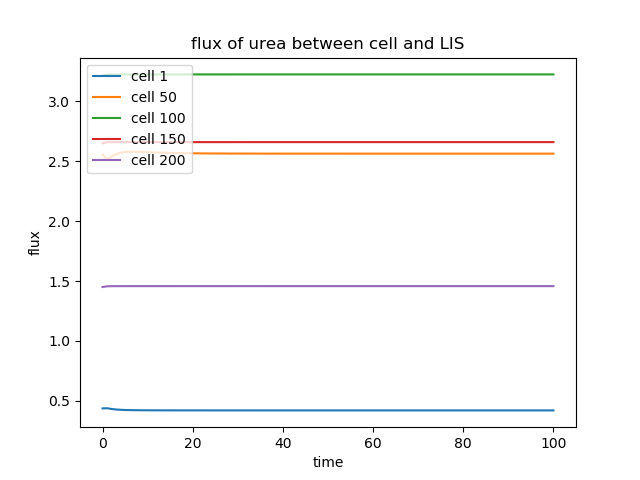 flux of urea between cell and LIS
cell 1
cell 50
cell 100
cell 150
cell 200
flux
3.0
2.5
2.0
1.5
1.0
0.5
0
20
40
60
80
100
time